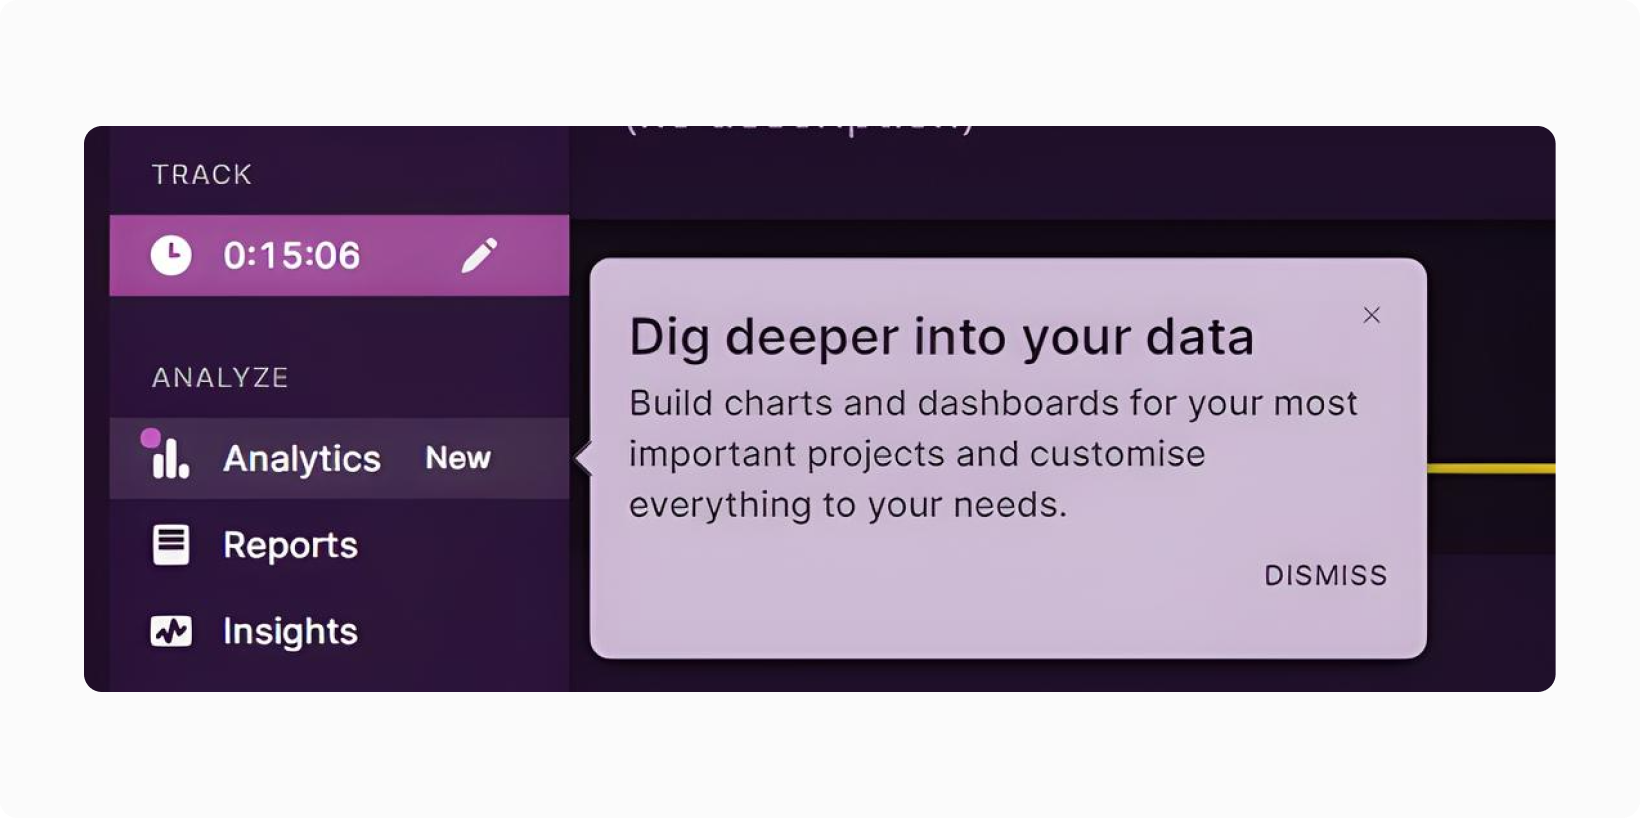 TRACK
0:15:06
ANALYZE
Analytics New
Reports
Insights
Dig deeper into your data
Build charts and dashboards for your most
important projects and customise
everything to your needs.
DISMISS